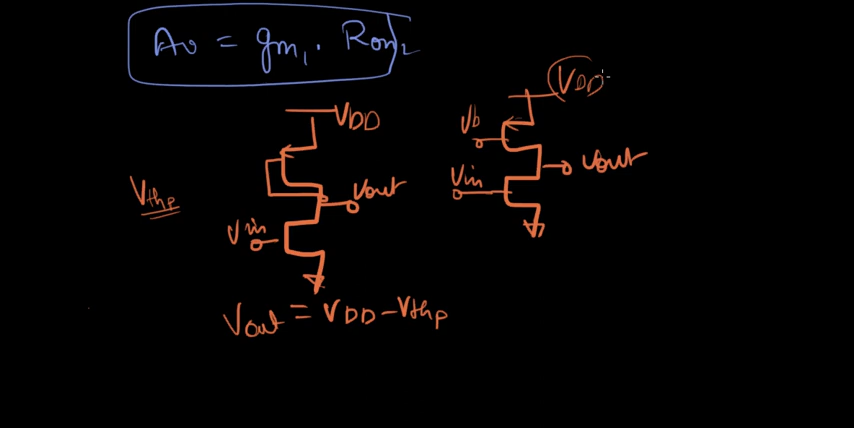 Av = gm1 . Ron2
VDD
VDD
Vb
Vout
Vin
Vthp
Vout
Vin
Vout = VDD - Vthp